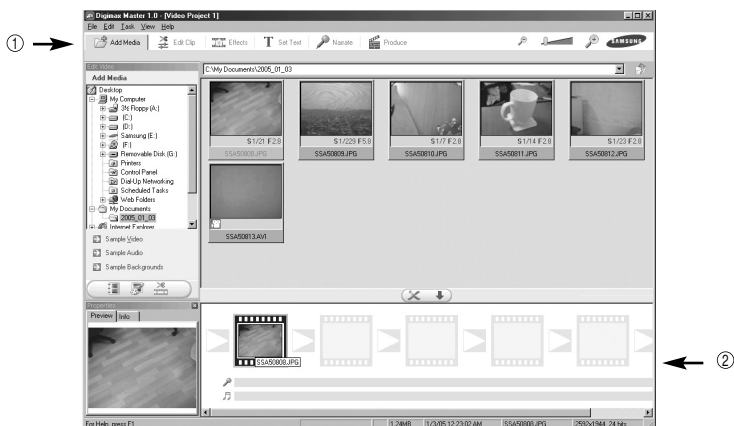 Digimax Master 1.0 - [Video Project 1]
File Edit Task View Help
① Add Media Edit Clip Effects T Set Text Narrate Produce SAMSUNG
Edit Video
Add Media
C:\My Documents\2005_01_03
Desktop
My Computer
3½ Floppy (A:)
(C:)
(D:)
Samsung (E:)
(F:)
Removable Disk (G:)
Printers
Control Panel
Dial-Up Networking
Scheduled Tasks
Web Folders
My Documents
2005_01_03
Internet Explorer
Sample Video
Sample Audio
Sample Backgrounds
S1/21 F2.8
SSA50808.JPG
S1/229 F5.8
SSA50809.JPG
S1/7 F2.8
SSA50810.JPG
S1/14 F2.8
SSA50811.JPG
S1/23 F2.8
SSA50812.JPG
SSA50813.AVI
Properties
Preview Info
SSA50808.JPG
②
For Help, press F1 1.24MB 1/3/05 12:23:02 AM SSA50808.JPG 2592x1944, 24 bits